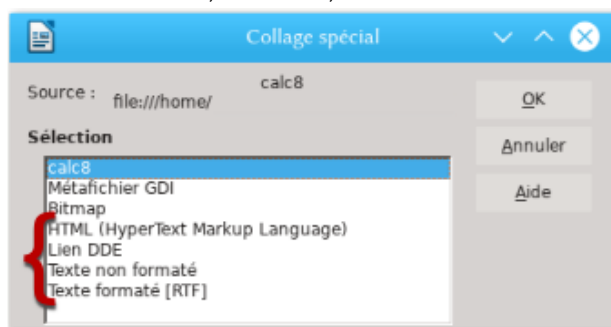 Collage spécial
Source : file:///home/ calc8
OK
Sélection
Annuler
calc8
Aide
Métafichier GDI
Bitmap
HTML (HyperText Markup Language)
Lien DDE
Texte non formaté
Texte formaté [RTF]